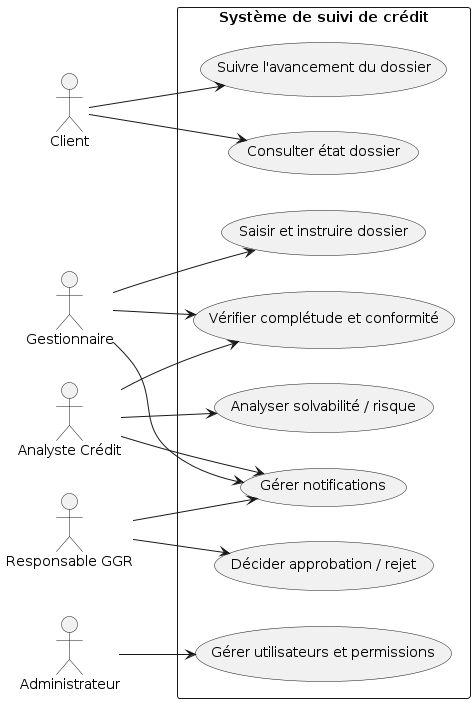 Système de suivi de crédit
Suivre l'avancement du dossier
Client
Consulter état dossier
Saisir et instruire dossier
Gestionnaire
Vérifier complétude et conformité
Analyser solvabilité / risque
Analyste Crédit
Gérer notifications
Responsable GGR
Décider approbation / rejet
Gérer utilisateurs et permissions
Administrateur